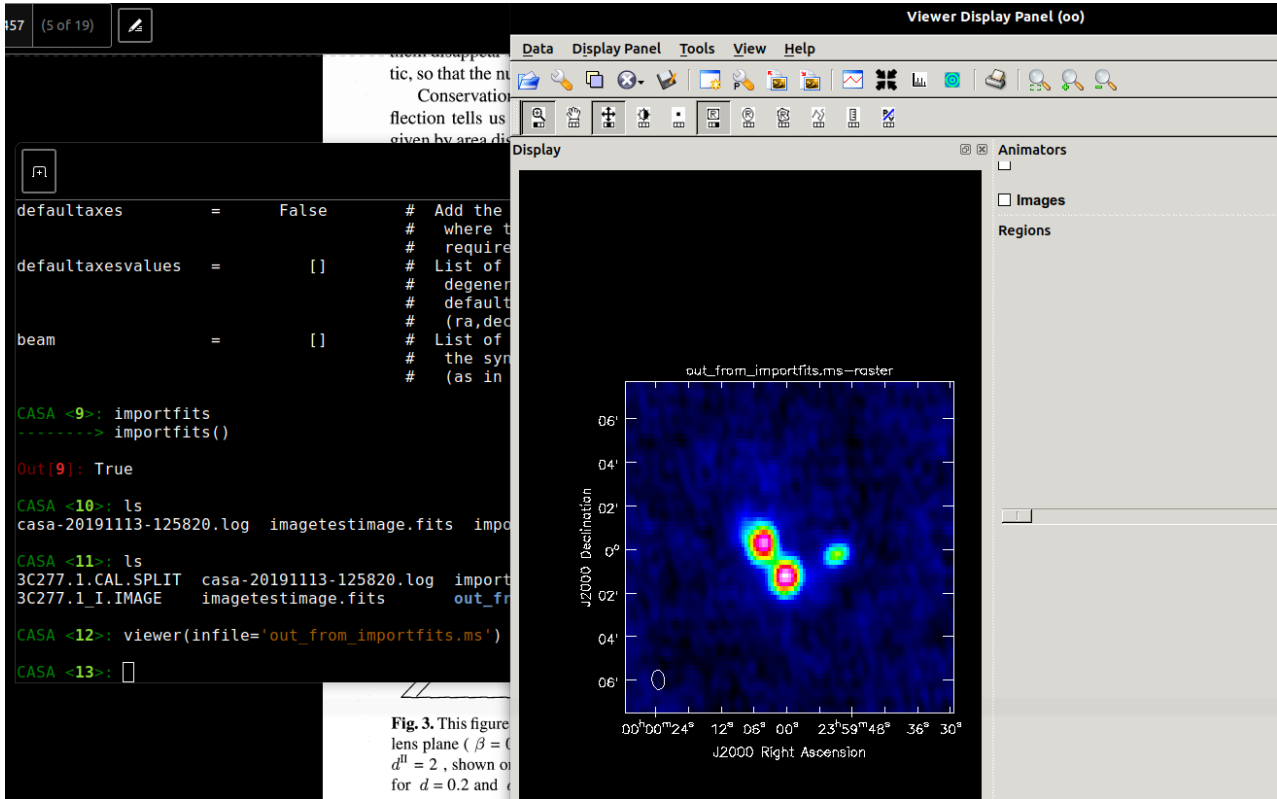 457 (5 of 19)
tic, so that the nu
Conservation
flection tells us
given by area dis
defaultaxes = False # Add the
# where t
# require
defaultaxesvalues = [] # List of
# degener
# default
# (ra,dec
beam = [] # List of
# the syn
# (as in
CASA <9>: importfits
--------> importfits()
Out[9]: True
CASA <10>: ls
casa-20191113-125820.log imagetestimage.fits impo
CASA <11>: ls
3C277.1.CAL.SPLIT casa-20191113-125820.log import
3C277.1_I.IMAGE imagetestimage.fits out_fr
CASA <12>: viewer(infile='out_from_importfits.ms')
CASA <13>:
Fig. 3. This figure
lens plane ( β = 0
d^II = 2 , shown on
for d = 0.2 and
Viewer Display Panel (oo)
Data Display Panel Tools View Help
Display
Animators
Images
Regions
out_from_importfits.ms-raster
J2000 Declination
06'
04'
02'
0°
02'
04'
06'
00ʰ00ᵐ24ˢ 12ˢ 06ˢ 00ˢ 23ʰ59ᵐ48ˢ 36ˢ 30ˢ
J2000 Right Ascension